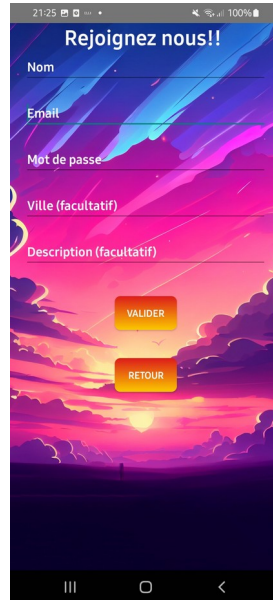 21:25 100%
Rejoignez nous!!
Nom
Email
Mot de passe
Ville (facultatif)
Description (facultatif)
VALIDER
RETOUR